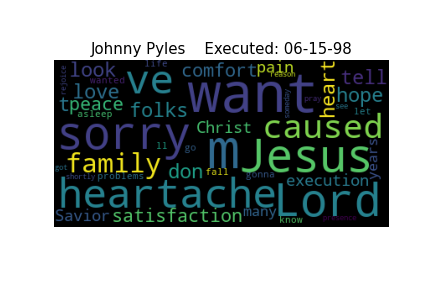 Johnny Pyles    Executed: 06-15-98
look life comfort pain reason heart tell
rejoice love wanted ve want hope
t peace folks
asleep someday pray see let
sorry Christ caused
ll go m Jesus years
family don fall
got shortly problems gonna execution
heartache Lord
Savior satisfaction many know